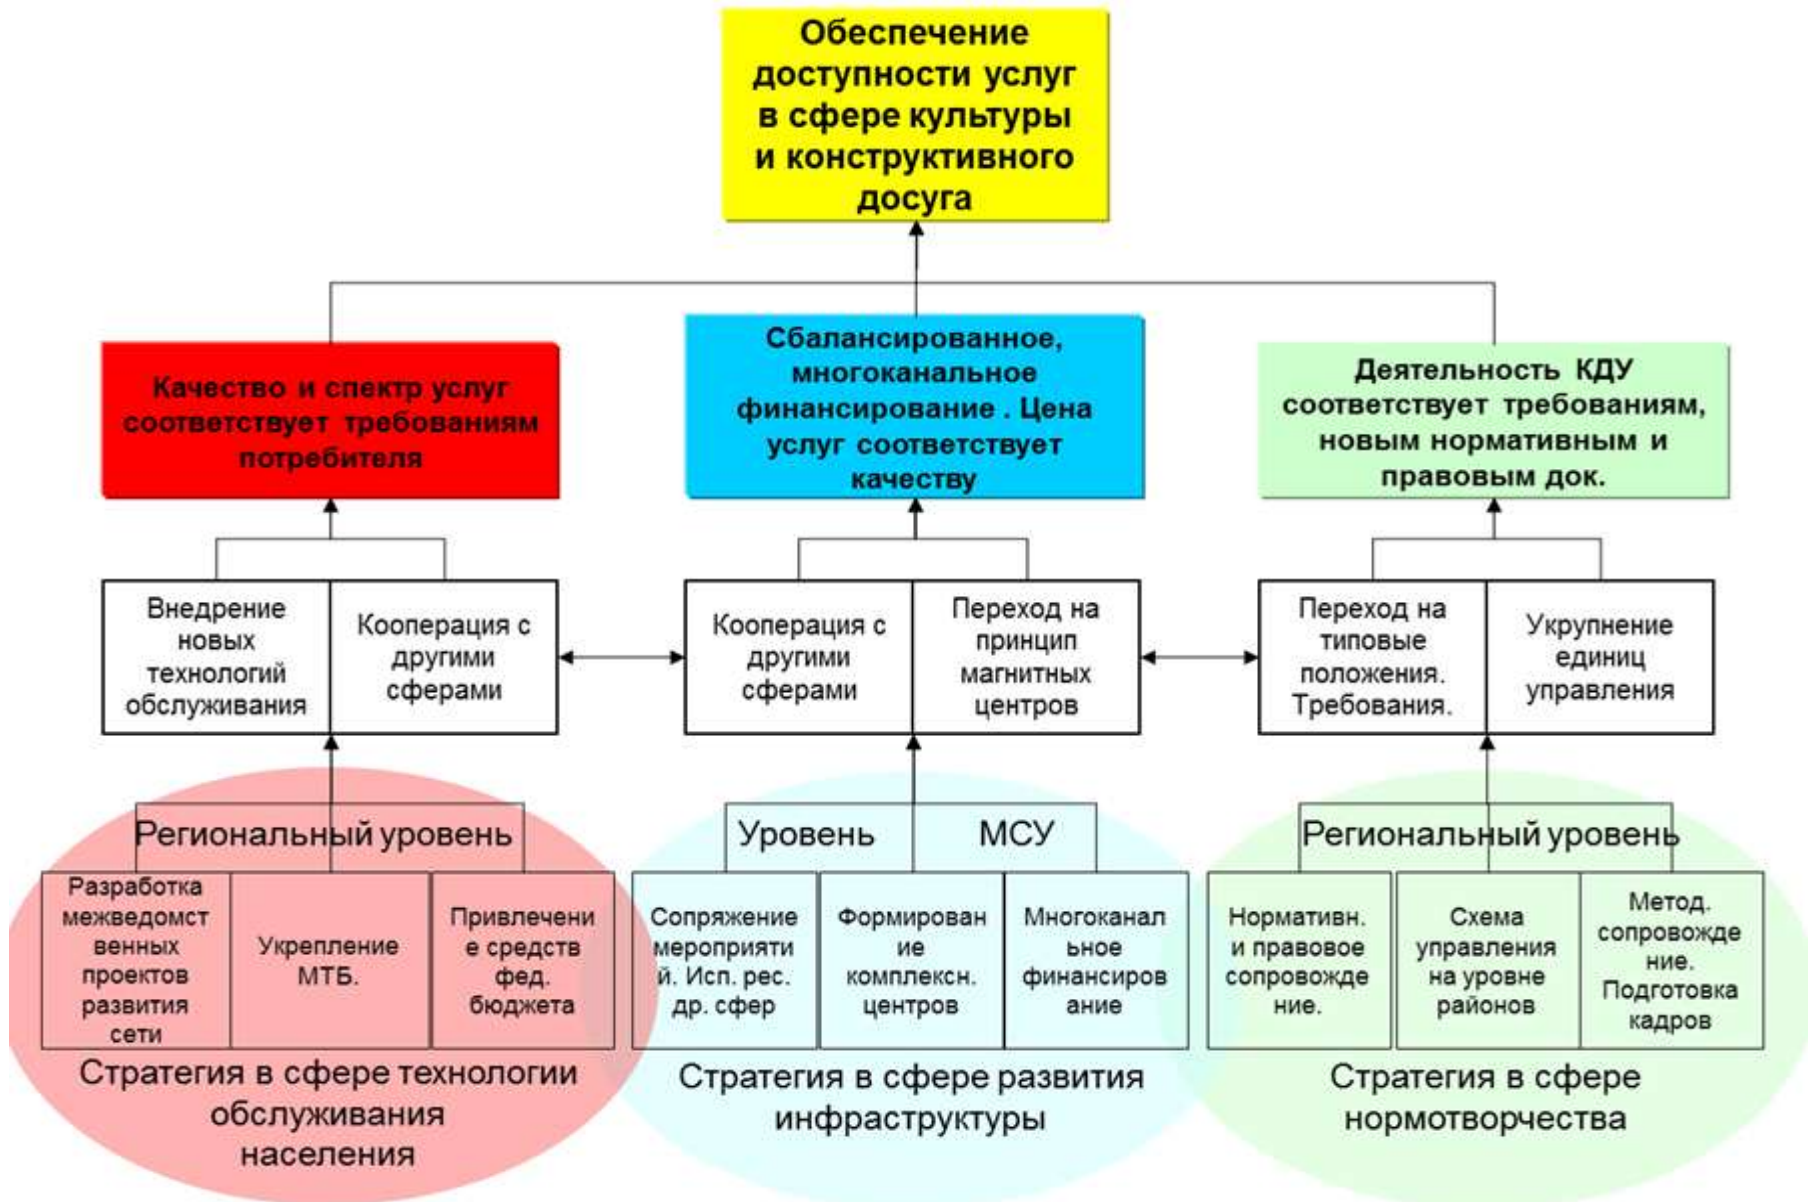 Обеспечение
доступности услуг
в сфере культуры
и конструктивного
досуга
Качество и спектр услуг
соответствует требованиям
потребителя
Сбалансированное,
многоканальное
финансирование . Цена
услуг соответствует
качеству
Деятельность КДУ
соответствует требованиям,
новым нормативным и
правовым док.
Внедрение
новых
технологий
обслуживания
Кооперация с
другими
сферами
Кооперация с
другими
сферами
Переход на
принцип
магнитных
центров
Переход на
типовые
положения.
Требования.
Укрупнение
единиц
управления
Региональный уровень
Уровень МСУ
Региональный уровень
Разработка
межведомст
венных
проектов
развития
сети
Укрепление
МТБ.
Привлечени
е средств
фед.
бюджета
Сопряжение
мероприяти
й. Исп. рес.
др. сфер
Формирован
ие
комплексн.
центров
Многоканал
ьное
финансиров
ание
Нормативн.
и правовое
сопровожде
ние.
Схема
управления
на уровне
районов
Метод.
сопровожде
ние.
Подготовка
кадров
Стратегия в сфере технологии
обслуживания
населения
Стратегия в сфере развития
инфраструктуры
Стратегия в сфере
нормотворчества